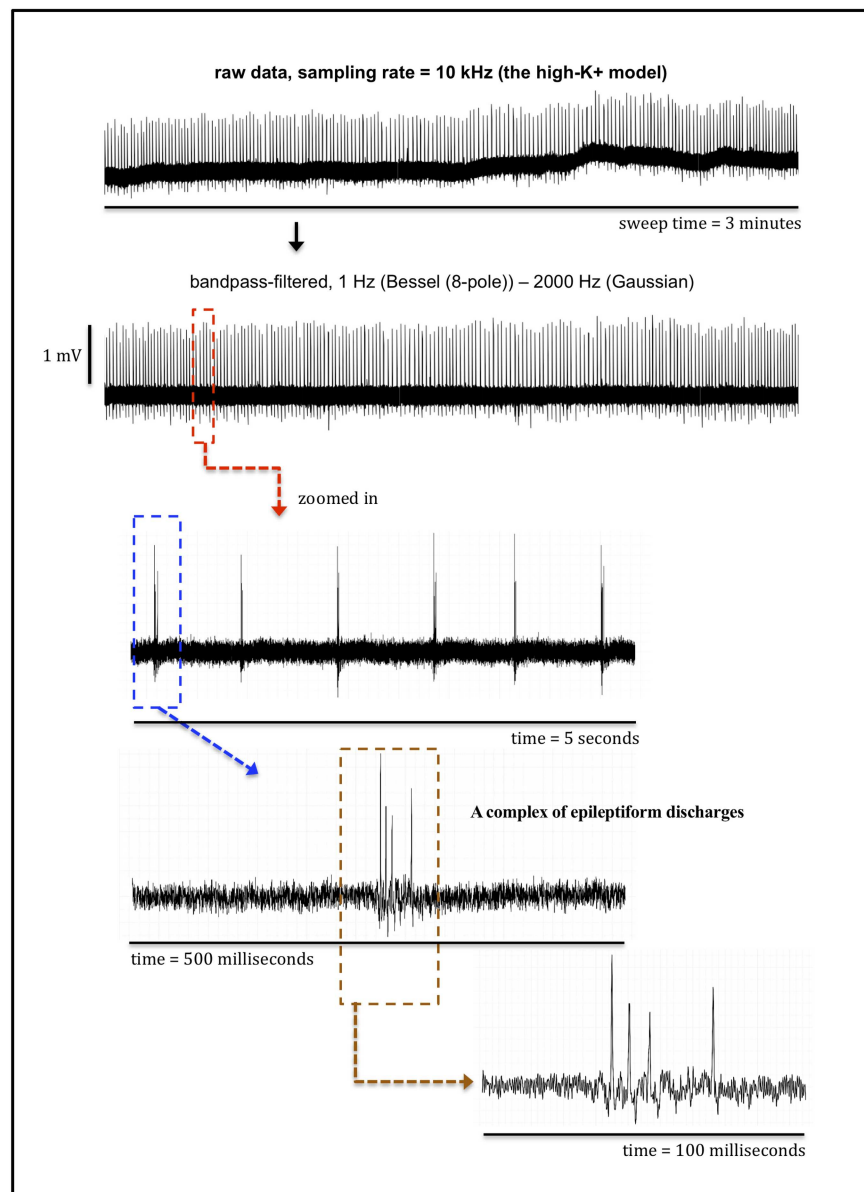 raw data, sampling rate = 10 kHz (the high-K+ model)
sweep time = 3 minutes
bandpass-filtered, 1 Hz (Bessel (8-pole)) – 2000 Hz (Gaussian)
1 mV
zoomed in
time = 5 seconds
A complex of epileptiform discharges
time = 500 milliseconds
time = 100 milliseconds